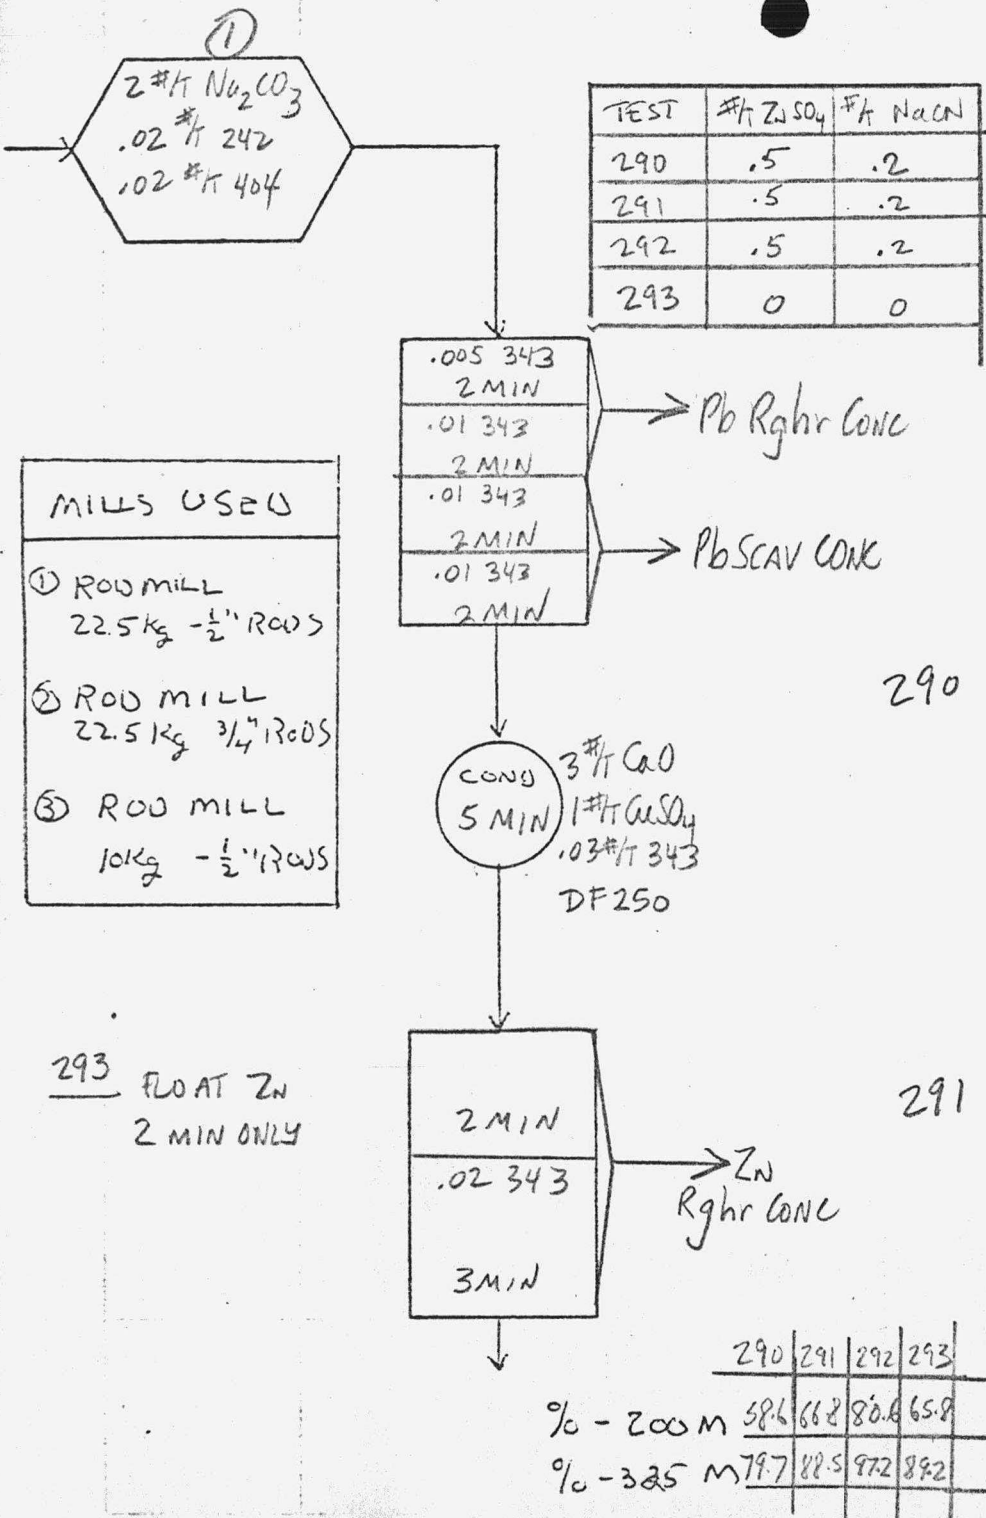 1
2 #/T Na2CO3
.02 #/T 242
.02 #/T 404
TEST #/T ZnSO4 #/T NaCN
290 .5 .2
291 .5 .2
292 .5 .2
293 0 0
.005 343
2 MIN
.01 343
2 MIN
.01 343
2 MIN
.01 343
2 MIN
Pb Rghr CONC
Pb SCAV CONC
MILLS USED
① ROD MILL
22.5 kg - 1/2" RODS
② ROD MILL
22.5 kg 3/4" RODS
③ ROD MILL
10 kg - 1/2" RODS
290
COND
5 MIN
3 #/T CaO
1 #/T CuSO4
.03 #/T 343
DF 250
293 FLOAT ZN
2 MIN ONLY
291
2 MIN
.02 343
3 MIN
ZN
Rghr CONC
290 291 292 293
% - 200 M 58.6 66.8 80.6 65.8
% - 325 M 79.7 88.5 97.2 89.2